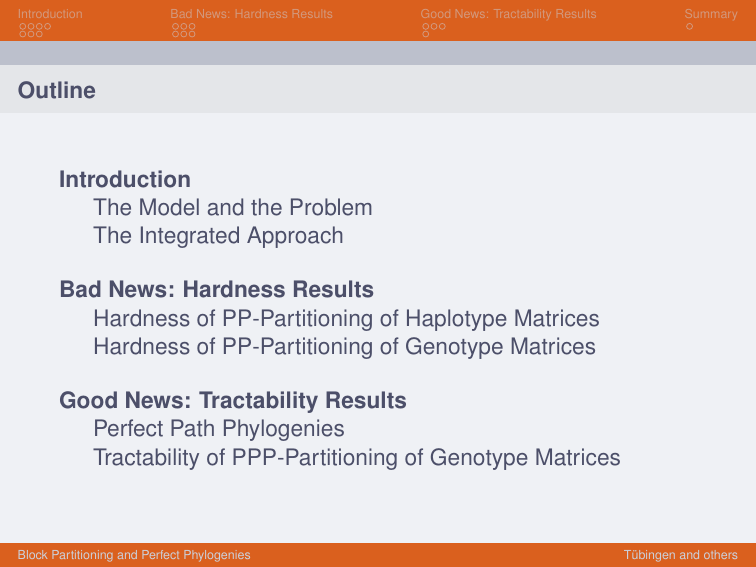 Introduction Bad News: Hardness Results Good News: Tractability Results Summary
Outline
Introduction
The Model and the Problem
The Integrated Approach
Bad News: Hardness Results
Hardness of PP-Partitioning of Haplotype Matrices
Hardness of PP-Partitioning of Genotype Matrices
Good News: Tractability Results
Perfect Path Phylogenies
Tractability of PPP-Partitioning of Genotype Matrices
Block Partitioning and Perfect Phylogenies Tübingen and others